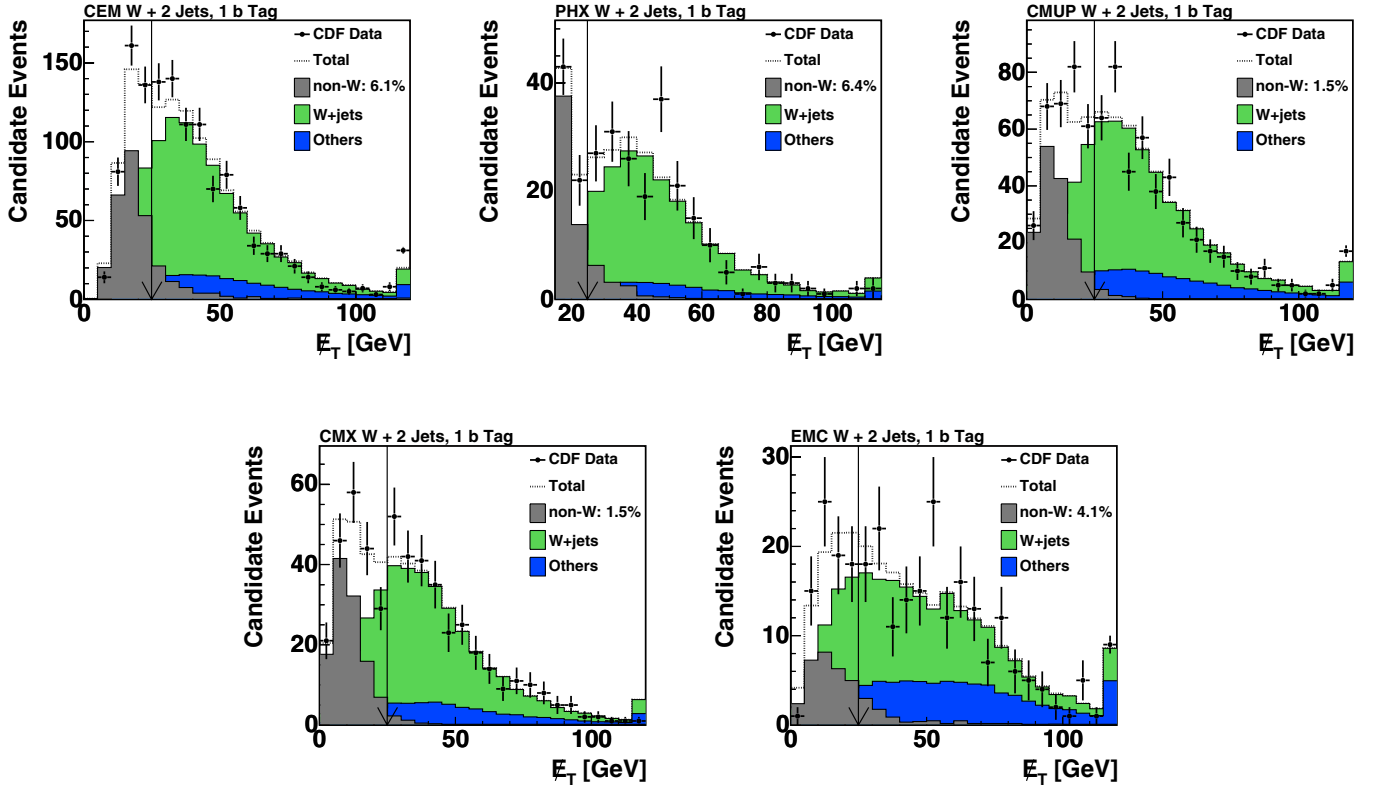 CEM W + 2 Jets, 1 b Tag
Candidate Events
150
100
50
0
CDF Data
Total
non-W: 6.1%
W+jets
Others
0 50 100
E̸_T [GeV]
PHX W + 2 Jets, 1 b Tag
Candidate Events
40
20
0
CDF Data
Total
non-W: 6.4%
W+jets
Others
20 40 60 80 100
E̸_T [GeV]
CMUP W + 2 Jets, 1 b Tag
Candidate Events
80
60
40
20
0
CDF Data
Total
non-W: 1.5%
W+jets
Others
0 50 100
E̸_T [GeV]
CMX W + 2 Jets, 1 b Tag
Candidate Events
60
40
20
0
CDF Data
Total
non-W: 1.5%
W+jets
Others
0 50 100
E̸_T [GeV]
EMC W + 2 Jets, 1 b Tag
Candidate Events
30
20
10
0
CDF Data
Total
non-W: 4.1%
W+jets
Others
0 50 100
E̸_T [GeV]